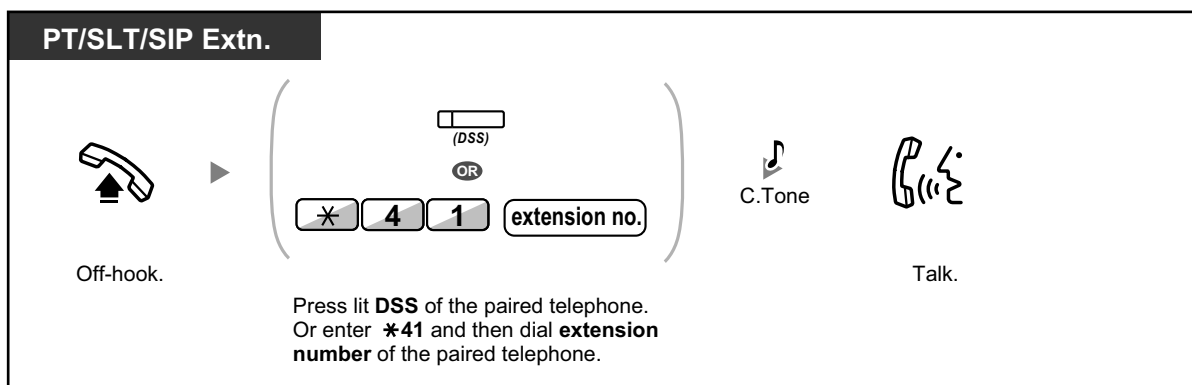 PT/SLT/SIP Extn.
(DSS)
OR
* 4 1 extension no.
C.Tone
Off-hook.
Talk.
Press lit DSS of the paired telephone.
Or enter *41 and then dial extension
number of the paired telephone.